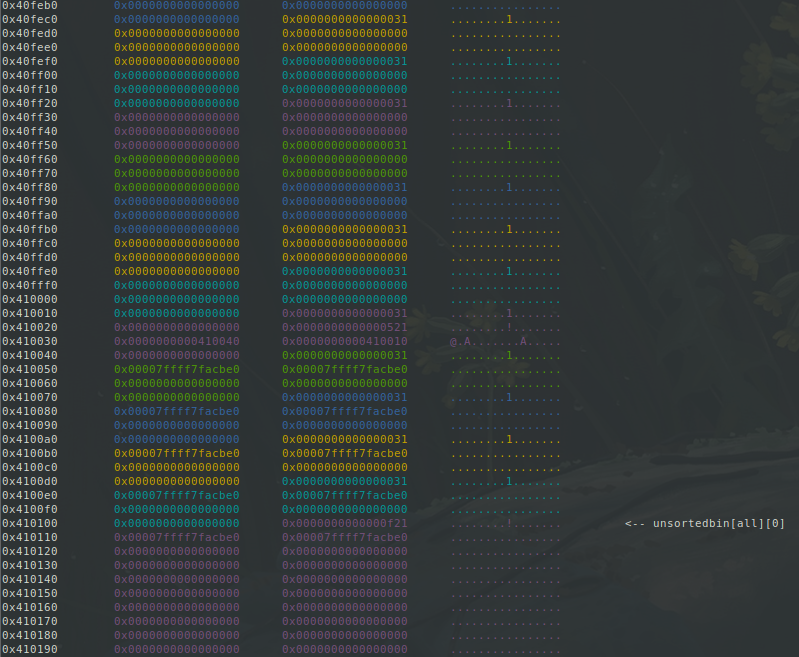 0x40feb0 0x0000000000000000 0x0000000000000000 ................
0x40fec0 0x0000000000000000 0x0000000000000031 ........1.......
0x40fed0 0x0000000000000000 0x0000000000000000 ................
0x40fee0 0x0000000000000000 0x0000000000000000 ................
0x40fef0 0x0000000000000000 0x0000000000000031 ........1.......
0x40ff00 0x0000000000000000 0x0000000000000000 ................
0x40ff10 0x0000000000000000 0x0000000000000000 ................
0x40ff20 0x0000000000000000 0x0000000000000031 ........1.......
0x40ff30 0x0000000000000000 0x0000000000000000 ................
0x40ff40 0x0000000000000000 0x0000000000000000 ................
0x40ff50 0x0000000000000000 0x0000000000000031 ........1.......
0x40ff60 0x0000000000000000 0x0000000000000000 ................
0x40ff70 0x0000000000000000 0x0000000000000000 ................
0x40ff80 0x0000000000000000 0x0000000000000031 ........1.......
0x40ff90 0x0000000000000000 0x0000000000000000 ................
0x40ffa0 0x0000000000000000 0x0000000000000000 ................
0x40ffb0 0x0000000000000000 0x0000000000000031 ........1.......
0x40ffc0 0x0000000000000000 0x0000000000000000 ................
0x40ffd0 0x0000000000000000 0x0000000000000000 ................
0x40ffe0 0x0000000000000000 0x0000000000000031 ........1.......
0x40fff0 0x0000000000000000 0x0000000000000000 ................
0x410000 0x0000000000000000 0x0000000000000000 ................
0x410010 0x0000000000000000 0x0000000000000031 ........1.......
0x410020 0x0000000000000000 0x0000000000000521 ........!.......
0x410030 0x0000000000410040 0x0000000000410010 @.A.......A.....
0x410040 0x0000000000000000 0x0000000000000031 ........1.......
0x410050 0x00007ffff7facbe0 0x00007ffff7facbe0 ................
0x410060 0x0000000000000000 0x0000000000000000 ................
0x410070 0x0000000000000000 0x0000000000000031 ........1.......
0x410080 0x00007ffff7facbe0 0x00007ffff7facbe0 ................
0x410090 0x0000000000000000 0x0000000000000000 ................
0x4100a0 0x0000000000000000 0x0000000000000031 ........1.......
0x4100b0 0x00007ffff7facbe0 0x00007ffff7facbe0 ................
0x4100c0 0x0000000000000000 0x0000000000000000 ................
0x4100d0 0x0000000000000000 0x0000000000000031 ........1.......
0x4100e0 0x00007ffff7facbe0 0x00007ffff7facbe0 ................
0x4100f0 0x0000000000000000 0x0000000000000000 ................
0x410100 0x0000000000000000 0x0000000000000f21 ........!....... <-- unsortedbin[all][0]
0x410110 0x00007ffff7facbe0 0x00007ffff7facbe0 ................
0x410120 0x0000000000000000 0x0000000000000000 ................
0x410130 0x0000000000000000 0x0000000000000000 ................
0x410140 0x0000000000000000 0x0000000000000000 ................
0x410150 0x0000000000000000 0x0000000000000000 ................
0x410160 0x0000000000000000 0x0000000000000000 ................
0x410170 0x0000000000000000 0x0000000000000000 ................
0x410180 0x0000000000000000 0x0000000000000000 ................
0x410190 0x0000000000000000 0x0000000000000000 ................